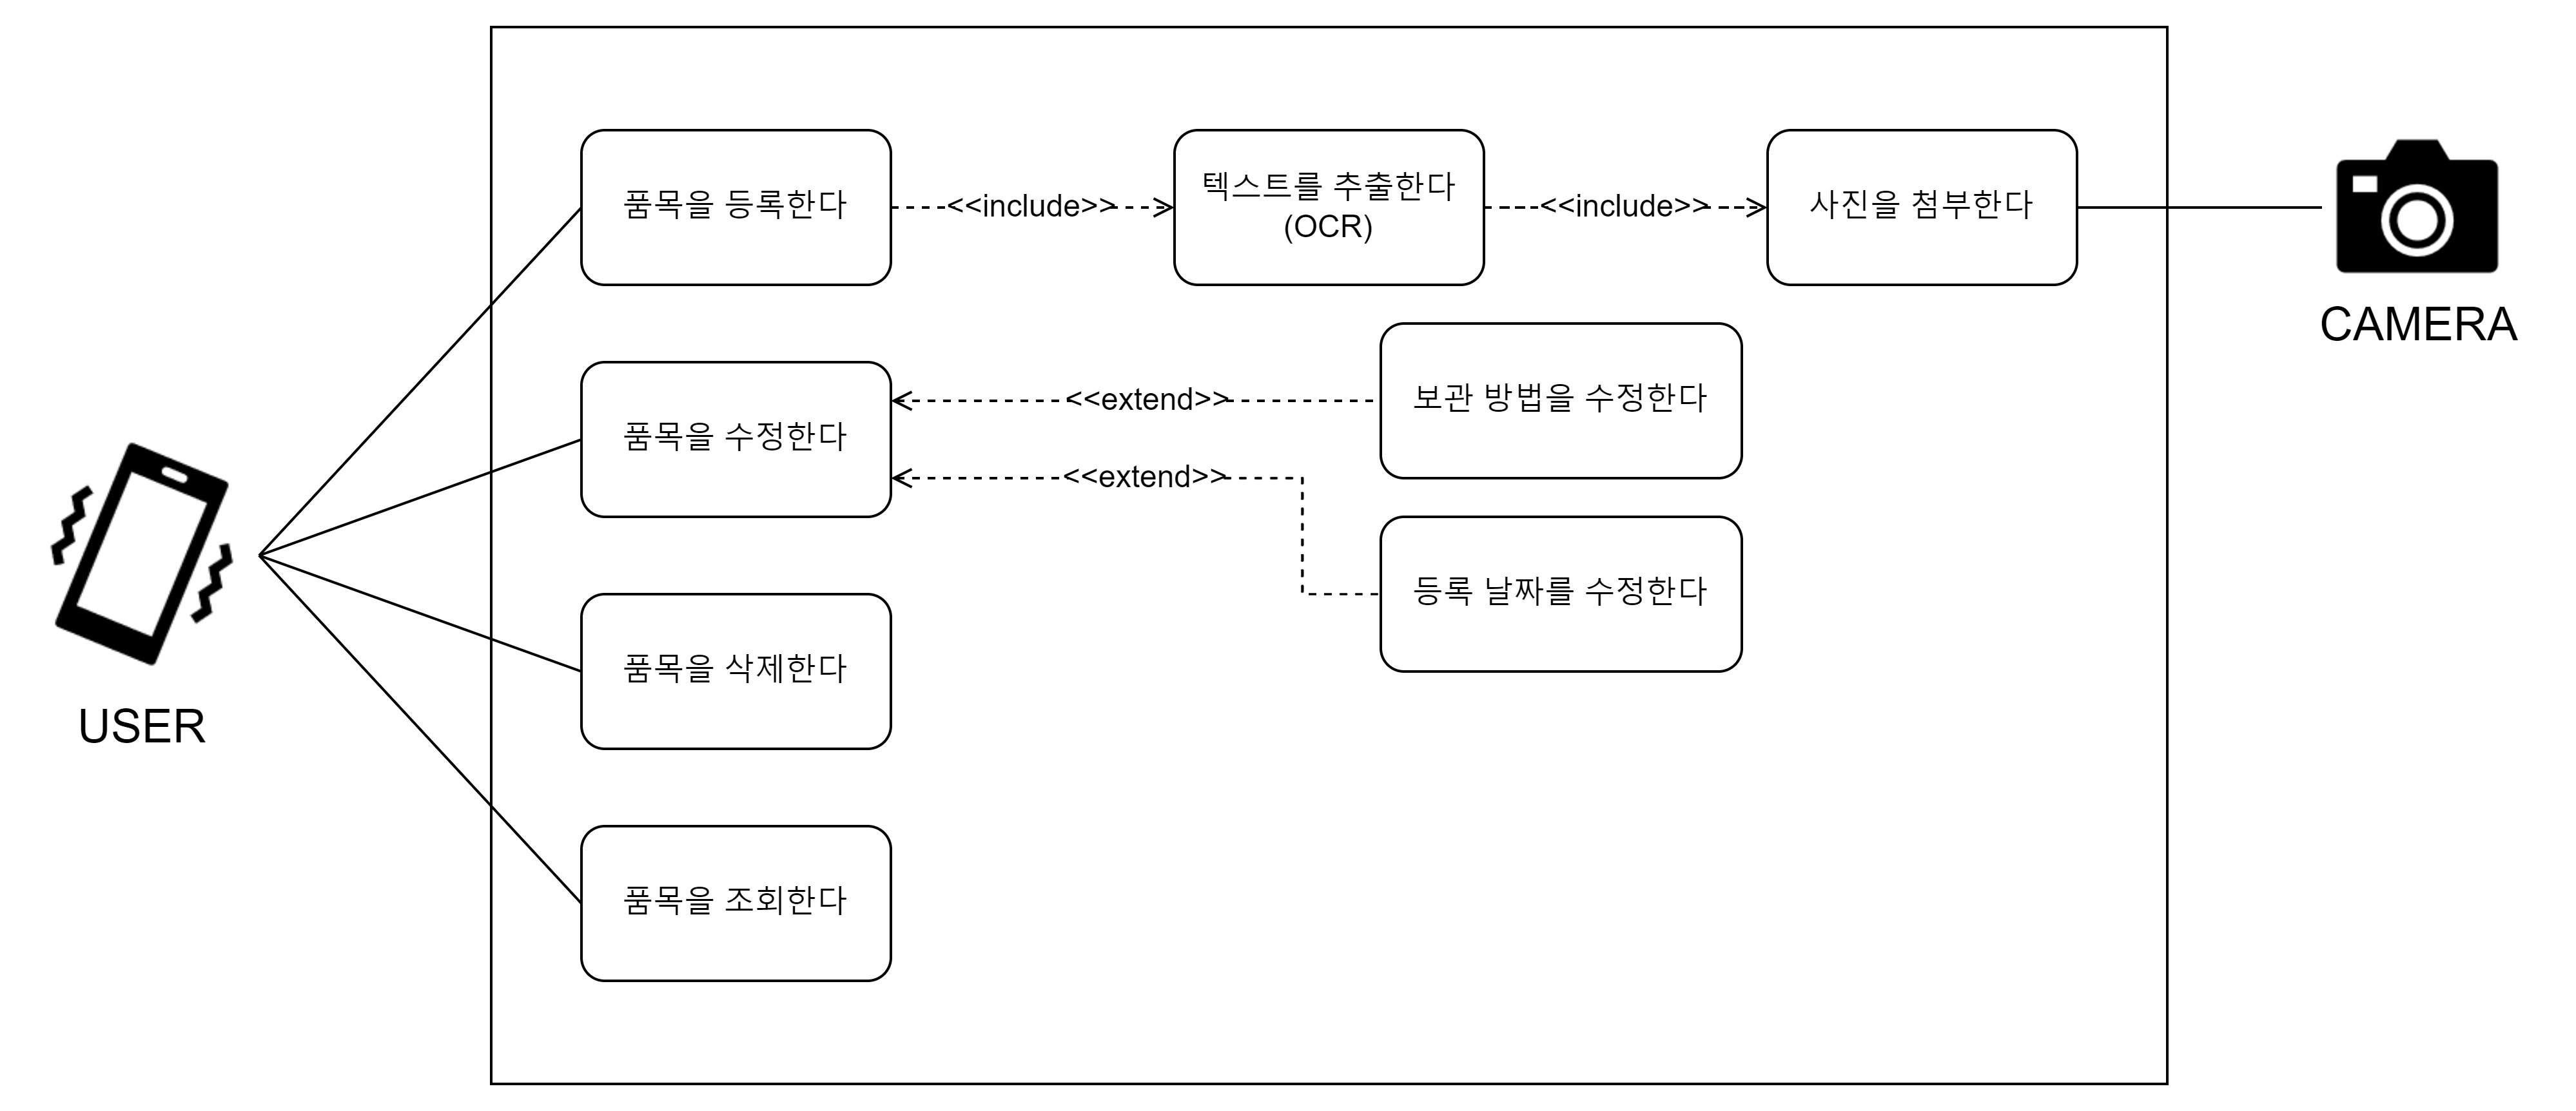 품목을 등록한다
<<include>>
텍스트를 추출한다
(OCR)
<<include>>
사진을 첨부한다
CAMERA
품목을 수정한다
<<extend>>
보관 방법을 수정한다
<<extend>>
등록 날짜를 수정한다
USER
품목을 삭제한다
품목을 조회한다